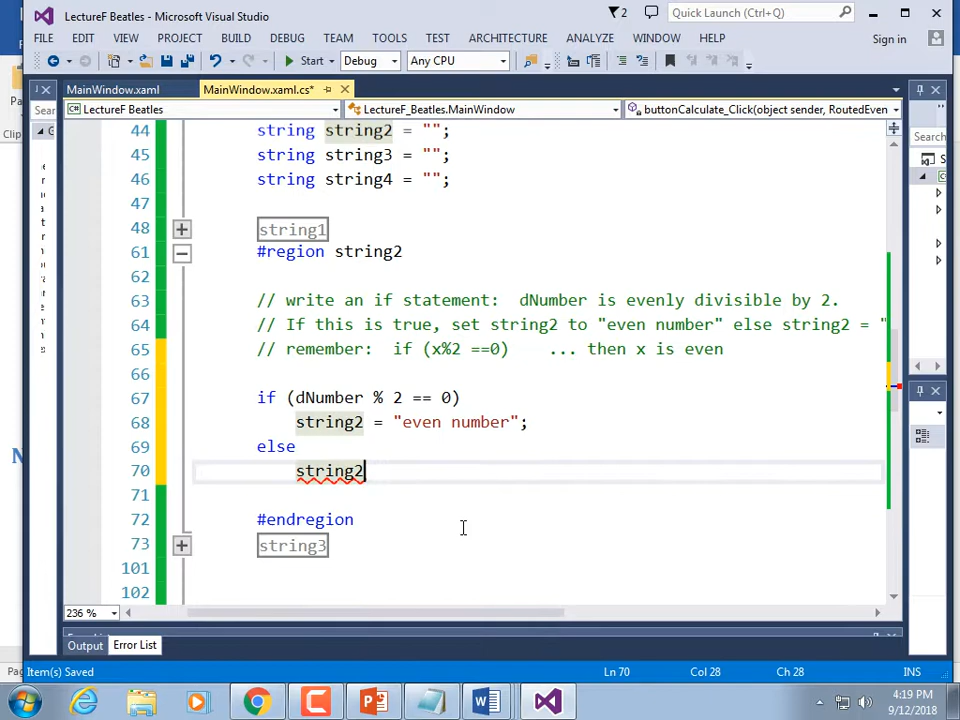 LectureF Beatles - Microsoft Visual Studio
2
Quick Launch (Ctrl+Q)
FILE EDIT VIEW PROJECT BUILD DEBUG TEAM TOOLS TEST ARCHITECTURE ANALYZE WINDOW HELP Sign in
Start Debug Any CPU
MainWindow.xaml MainWindow.xaml.cs*
Sear LectureF Beatles LectureF_Beatles.MainWindow buttonCalculate_Click(object sender, RoutedEven
Search
44 string string2 = "";
45 string string3 = "";
46 string string4 = "";
47
48 string1
61 #region string2
62
63 // write an if statement:  dNumber is evenly divisible by 2.
64 // If this is true, set string2 to "even number" else string2 = "
65 // remember:  if (x%2 ==0)    ... then x is even
66
67 if (dNumber % 2 == 0)
68 string2 = "even number";
69 else
70 string2
71
72 #endregion
73 string3
101
102
236 %
Output Error List
Item(s) Saved Ln 70 Col 28 Ch 28 INS
4:19 PM
9/12/2018